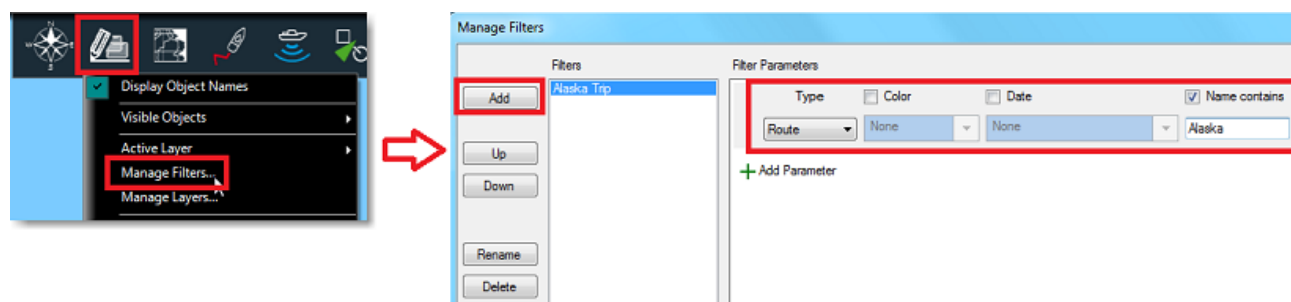 N
Display Object Names
Visible Objects
Active Layer
Manage Filters...
Manage Layers...
Manage Filters
Filters
Filter Parameters
Add
Alaska Trip
Type
Color
Date
Name contains
Route
None
None
Alaska
Up
Add Parameter
Down
Rename
Delete